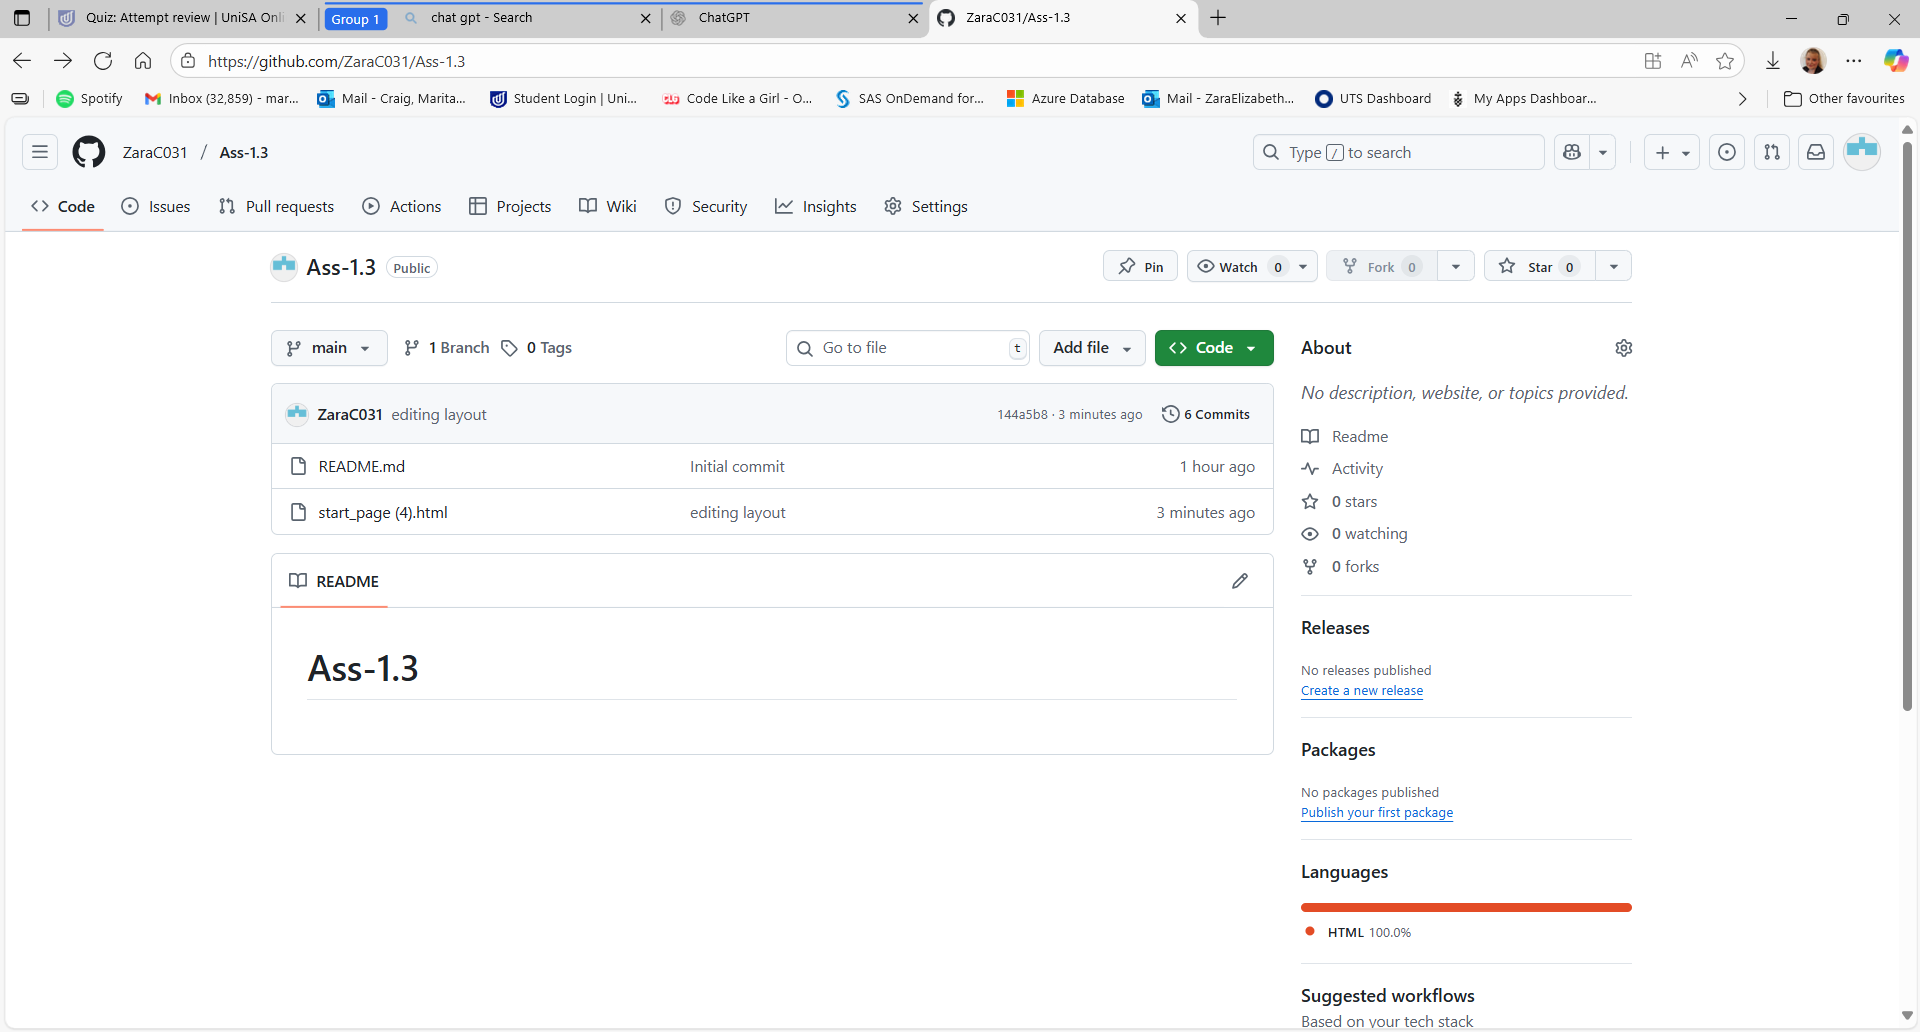 Quiz: Attempt review | UniSA Onli
Group 1
chat gpt - Search
ChatGPT
ZaraC031/Ass-1.3
https://github.com/ZaraC031/Ass-1.3
Spotify
Inbox (32,859) - mar...
Mail - Craig, Marita...
Student Login | Uni...
Code Like a Girl - O...
SAS OnDemand for...
Azure Database
Mail - ZaraElizabeth...
UTS Dashboard
My Apps Dashboar...
Other favourites
ZaraC031 / Ass-1.3
Type / to search
Code
Issues
Pull requests
Actions
Projects
Wiki
Security
Insights
Settings
Ass-1.3
Public
Pin
Watch 0
Fork 0
Star 0
main
1 Branch
0 Tags
Go to file
t
Add file
Code
ZaraC031 editing layout
144a5b8 · 3 minutes ago
6 Commits
README.md
Initial commit
1 hour ago
start_page (4).html
editing layout
3 minutes ago
README
Ass-1.3
About
No description, website, or topics provided.
Readme
Activity
0 stars
0 watching
0 forks
Releases
No releases published
Create a new release
Packages
No packages published
Publish your first package
Languages
HTML 100.0%
Suggested workflows
Based on your tech stack